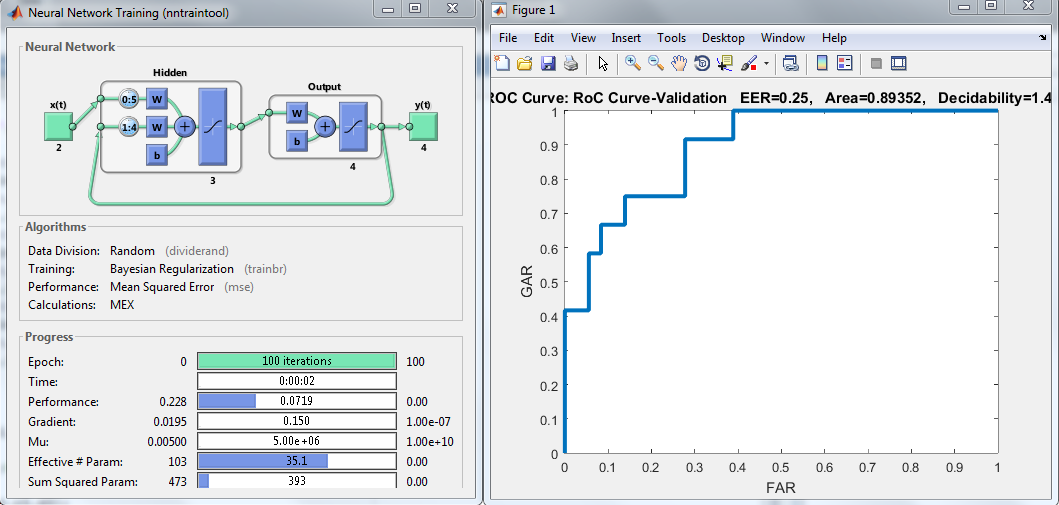 Neural Network Training (nntraintool)
Neural Network
Hidden
Output
x(t)
y(t)
0:5
W
1:4
W
b
W
b
2
3
4
4
Algorithms
Data Division: Random (dividerand)
Training: Bayesian Regularization (trainbr)
Performance: Mean Squared Error (mse)
Calculations: MEX
Progress
Epoch: 0 100 iterations 100
Time: 0:00:02
Performance: 0.228 0.0719 0.00
Gradient: 0.0195 0.150 1.00e-07
Mu: 0.00500 5.00e+06 1.00e+10
Effective # Param: 103 35.1 0.00
Sum Squared Param: 473 393 0.00
Figure 1
File Edit View Insert Tools Desktop Window Help
ROC Curve: RoC Curve-Validation EER=0.25, Area=0.89352, Decidability=1.4
1
0.9
0.8
0.7
0.6
0.5
0.4
0.3
0.2
0.1
0
GAR
0 0.1 0.2 0.3 0.4 0.5 0.6 0.7 0.8 0.9 1
FAR